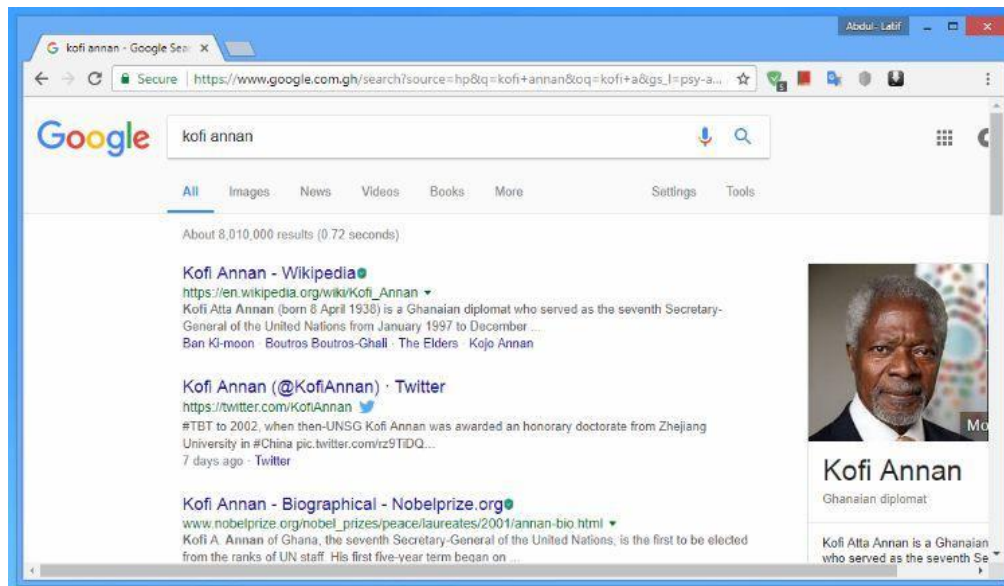 Abdul- Latif
kofi annan - Google Sea
Secure https://www.google.com.gh/search?source=hp&q=kofi+annan&oq=kofi+a&gs_l=psy-a...
5
Google
kofi annan
All Images News Videos Books More Settings Tools
About 8,010,000 results (0.72 seconds)
Kofi Annan - Wikipedia
https://en.wikipedia.org/wiki/Kofi_Annan
Kofi Atta Annan (born 8 April 1938) is a Ghanaian diplomat who served as the seventh Secretary-
General of the United Nations from January 1997 to December ...
Ban Ki-moon · Boutros Boutros-Ghali · The Elders · Kojo Annan
Kofi Annan (@KofiAnnan) · Twitter
https://twitter.com/KofiAnnan
#TBT to 2002, when then-UNSG Kofi Annan was awarded an honorary doctorate from Zhejiang
University in #China pic.twitter.com/rz9TiDQ...
7 days ago · Twitter
Mo
Kofi Annan
Ghanaian diplomat
Kofi Annan - Biographical - Nobelprize.org
www.nobelprize.org/nobel_prizes/peace/laureates/2001/annan-bio.html
Kofi A. Annan of Ghana, the seventh Secretary-General of the United Nations, is the first to be elected
from the ranks of UN staff. His first five-year term began on ...
Kofi Atta Annan is a Ghanaian
who served as the seventh Se